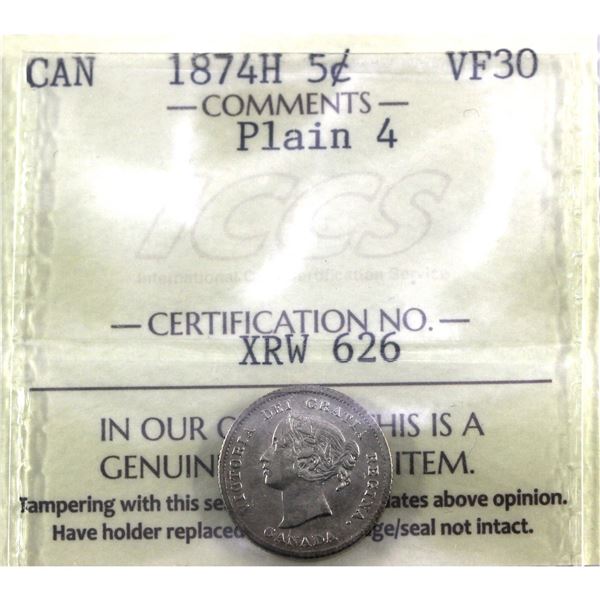 CAN 1874H 5¢ VF30
— COMMENTS —
Plain 4
ICCS
International Certification Service
— CERTIFICATION NO. —
XRW 626
IN OUR THIS IS A
GENUIN ITEM.
Tampering with this se ates above opinion.
Have holder replaced ge/seal not intact.
VICTORIA DEI GRATIA REGINA.
CANADA